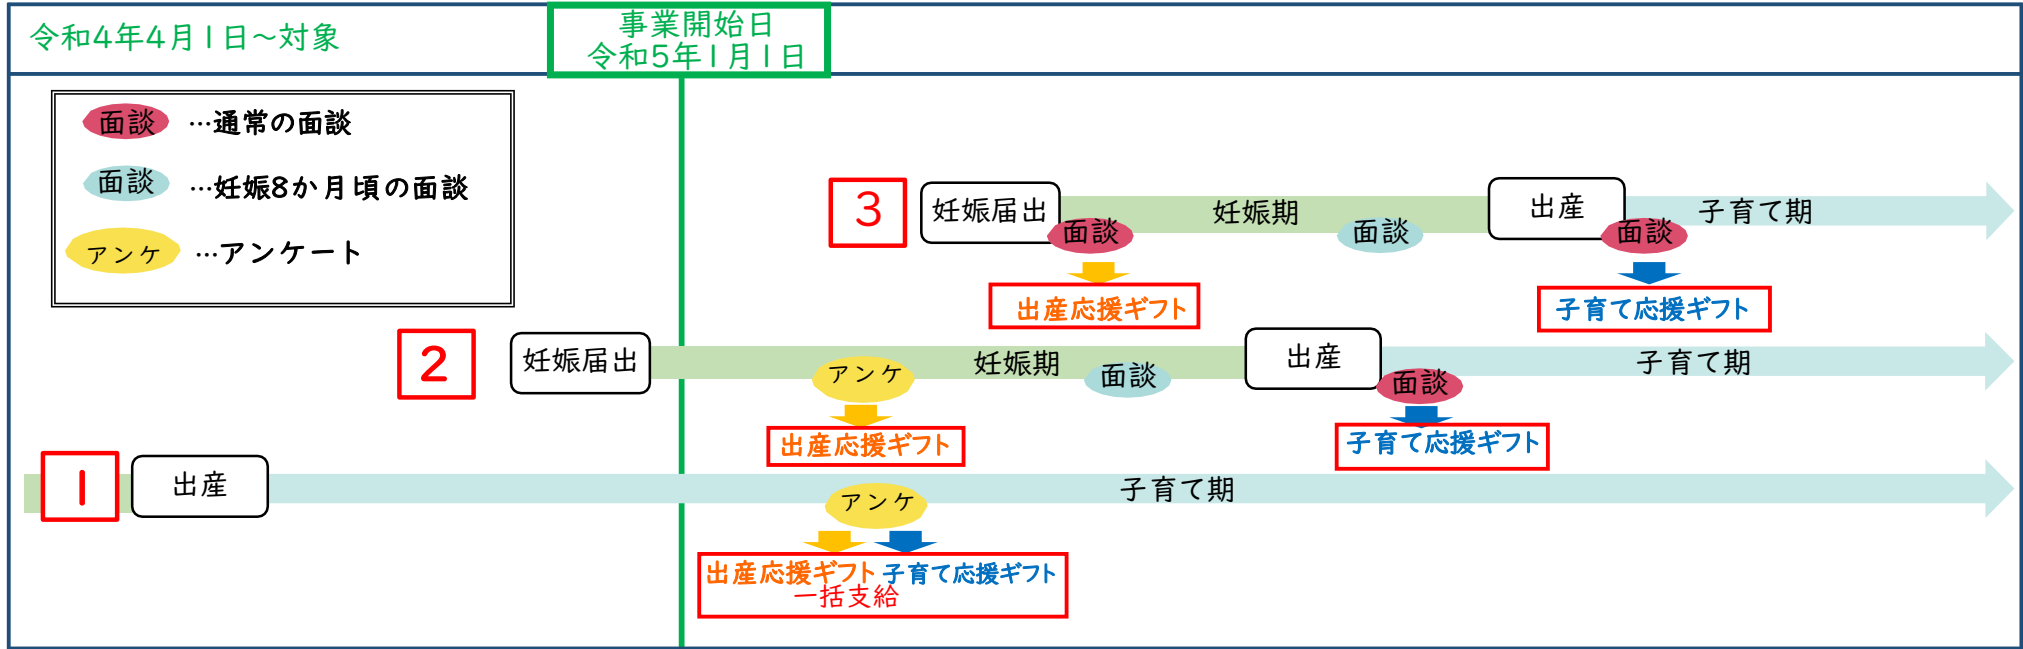 令和4年4月1日～対象
事業開始日
令和5年1月1日
面談 …通常の面談
面談 …妊娠8か月頃の面談
アンケ …アンケート
3
妊娠届出
面談
妊娠期
面談
出産
面談
子育て期
出産応援ギフト
子育て応援ギフト
2
妊娠届出
アンケ
妊娠期
面談
出産
面談
子育て期
出産応援ギフト
子育て応援ギフト
1
出産
アンケ
子育て期
出産応援ギフト 子育て応援ギフト
一括支給